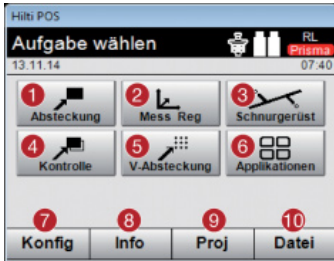 Hilti POS
Aufgabe wählen
RL
Prisma
13.11.14 07:40
1 2 3
Absteckung Mess Reg Schnurgerüst
4 5 6
Kontrolle V-Absteckung Applikationen
7 8 9 10
Konfig Info Proj Datei